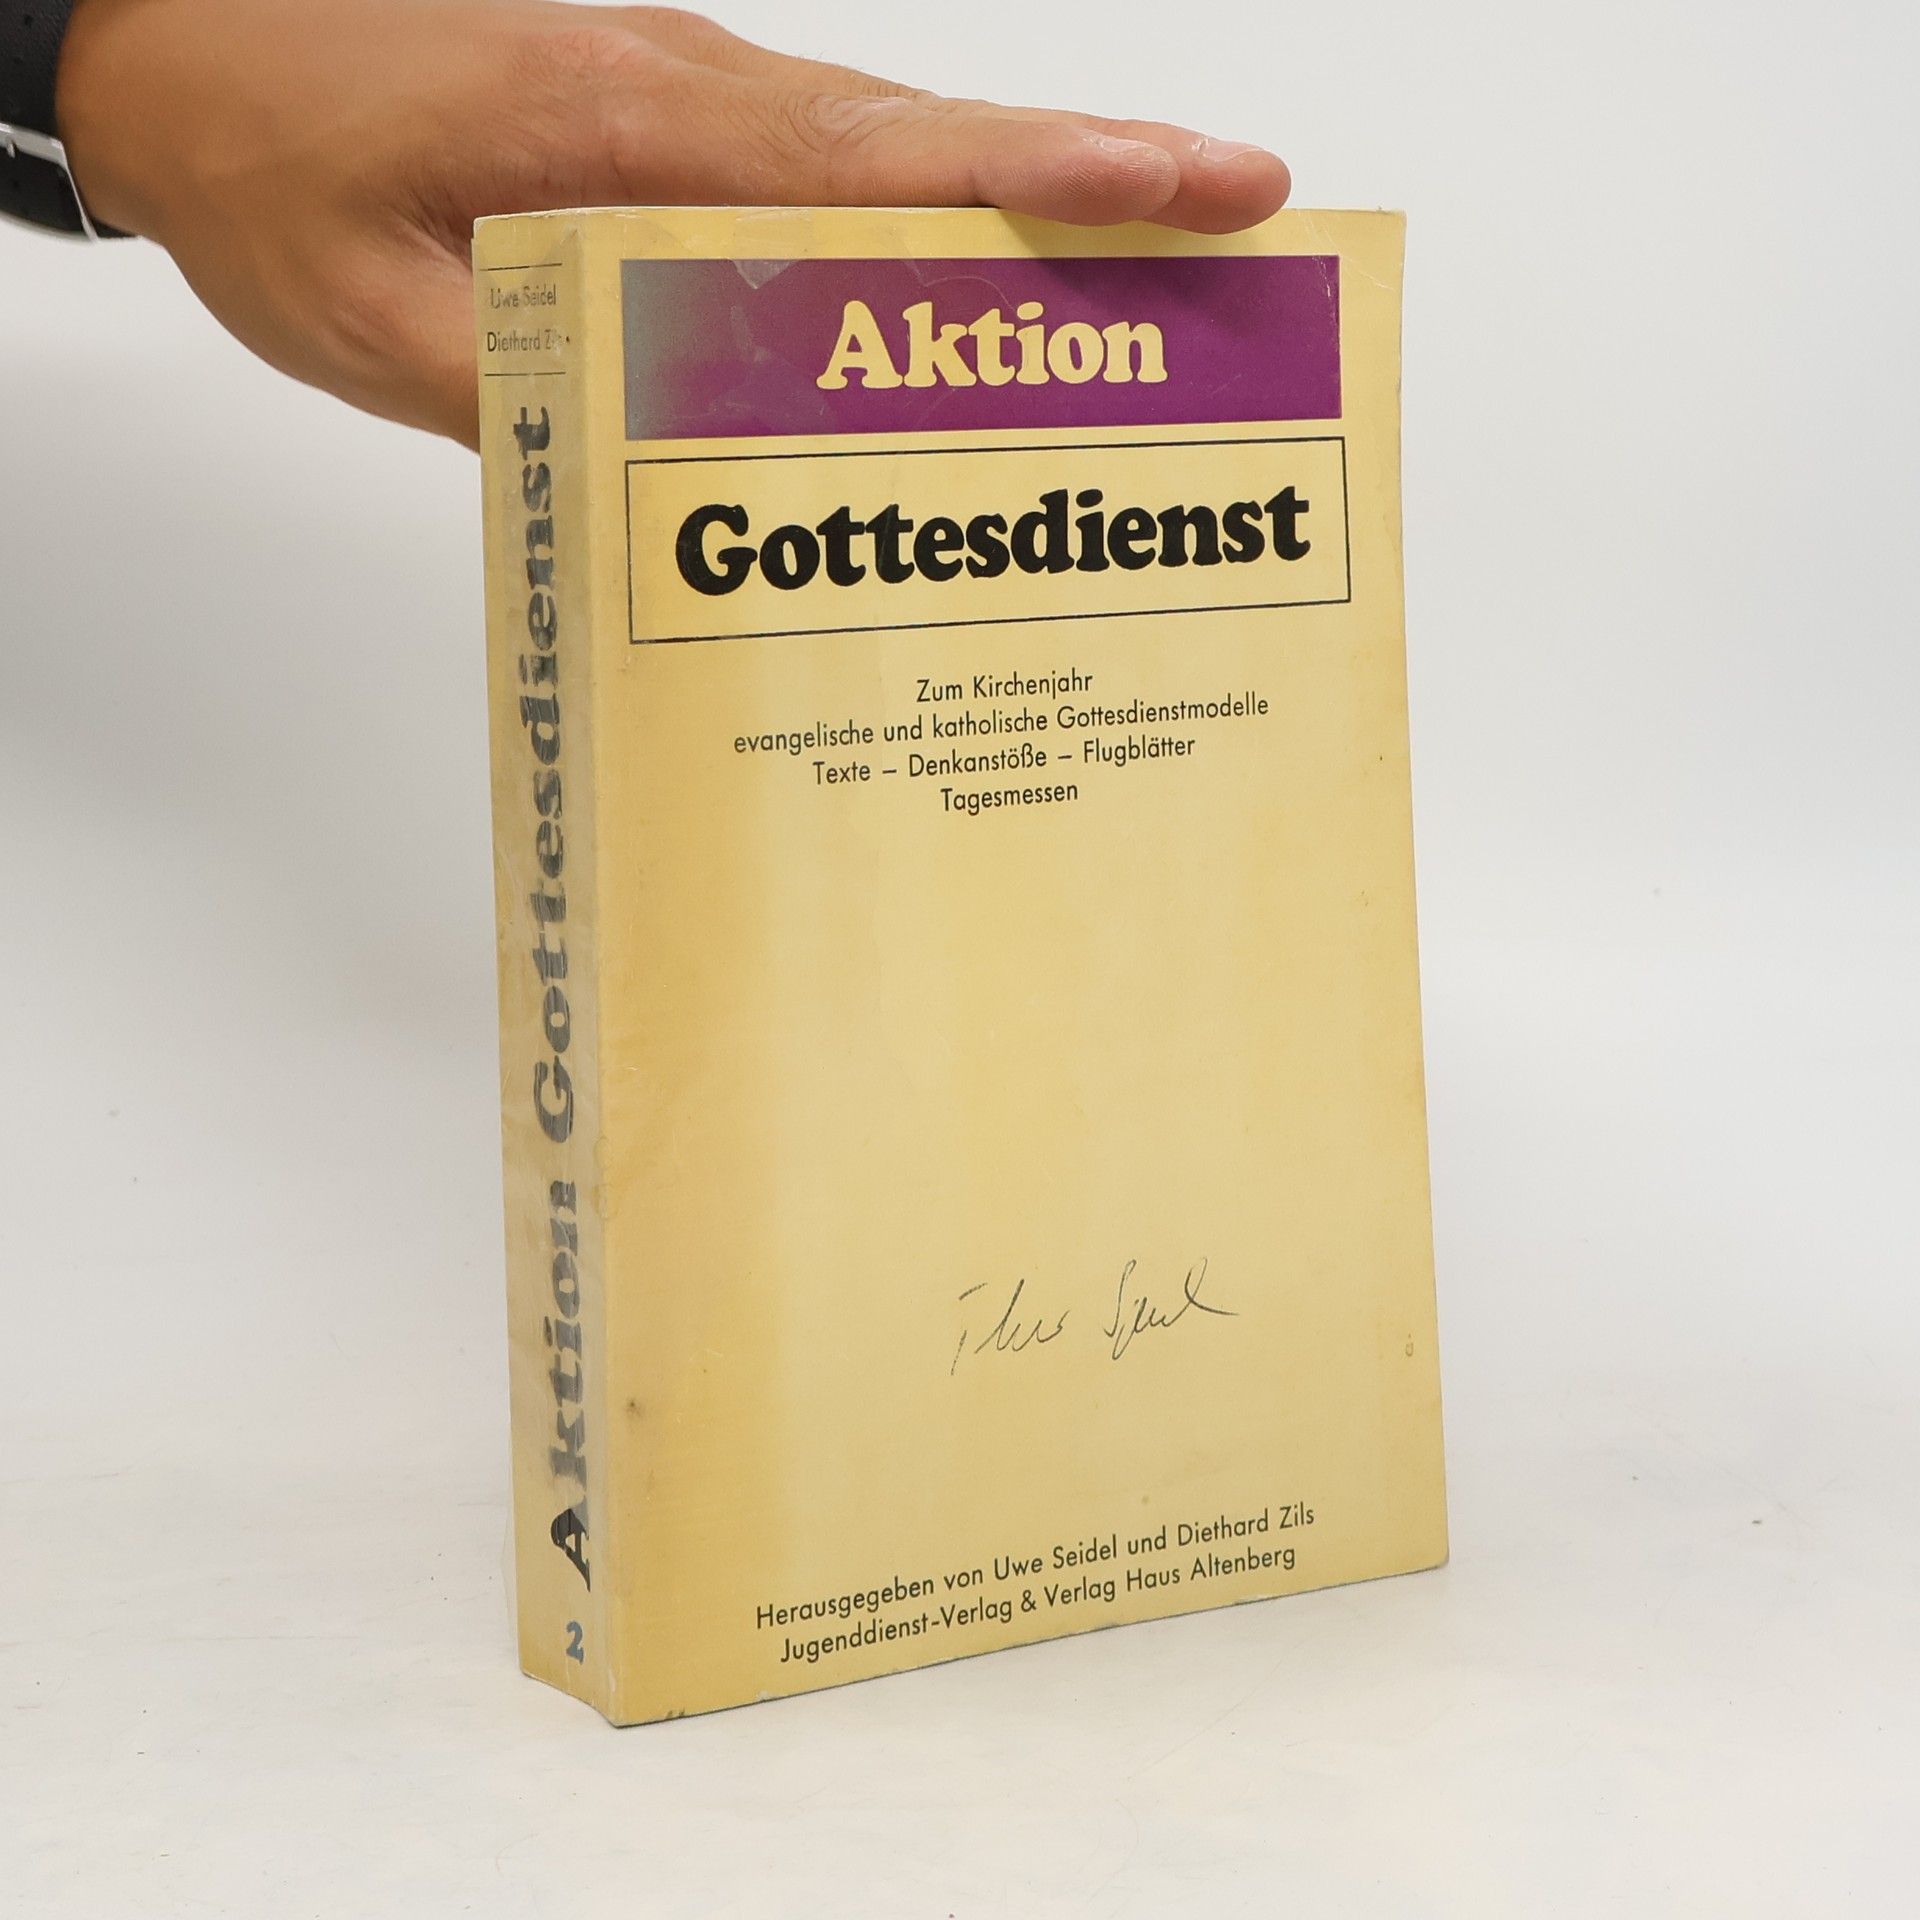 Uwe Seidel
Diethard Zils
Aktion Gottesdienst
2
Aktion
Gottesdienst
Zum Kirchenjahr
evangelische und katholische Gottesdienstmodelle
Texte – Denkanstöße – Flugblätter
Tagesmessen
Herausgegeben von Uwe Seidel und Diethard Zils
Jugenddienst-Verlag & Verlag Haus Altenberg